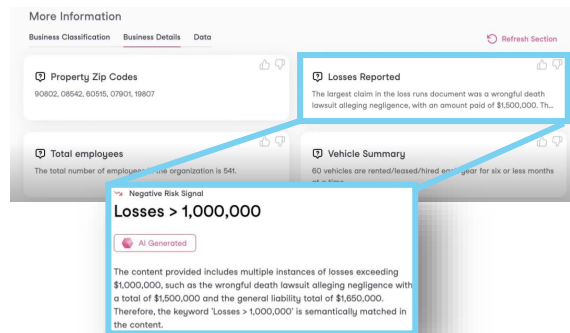 More Information
Business Classification Business Details Data
Refresh Section
Property Zip Codes
90802, 08542, 60515, 07901, 19807
Losses Reported
The largest claim in the loss runs document was a wrongful death
lawsuit alleging negligence, with an amount paid of $1,500,000. Th...
Total employees
The total number of employees the organization is 541.
Vehicle Summary
60 vehicles are rented/leased/hired each year for six or less months
at a time
Negative Risk Signal
Losses > 1,000,000
AI Generated
The content provided includes multiple instances of losses exceeding
$1,000,000, such as the wrongful death lawsuit alleging negligence with
a total of $1,500,000 and the general liability total of $1,650,000.
Therefore, the keyword 'Losses > 1,000,000' is semantically matched in
the content.